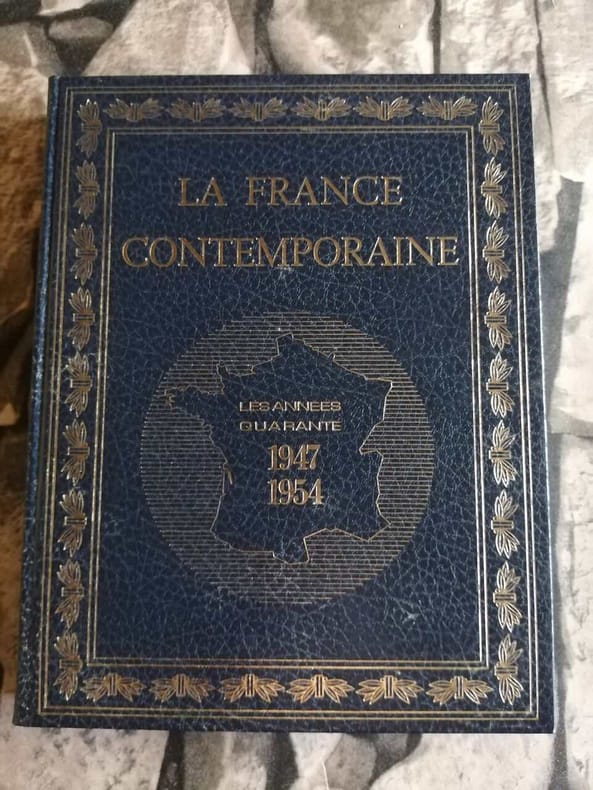 LA FRANCE
CONTEMPORAINE
LES ANNEES
QUARANTE
1947
1954